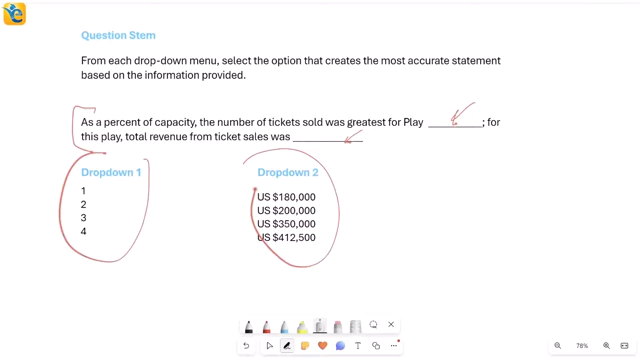 e
Question Stem
From each drop-down menu, select the option that creates the most accurate statement
based on the information provided.
As a percent of capacity, the number of tickets sold was greatest for Play ________; for
this play, total revenue from ticket sales was __________
Dropdown 1
1
2
3
4
Dropdown 2
US $180,000
US $200,000
US $350,000
US $412,500
78%